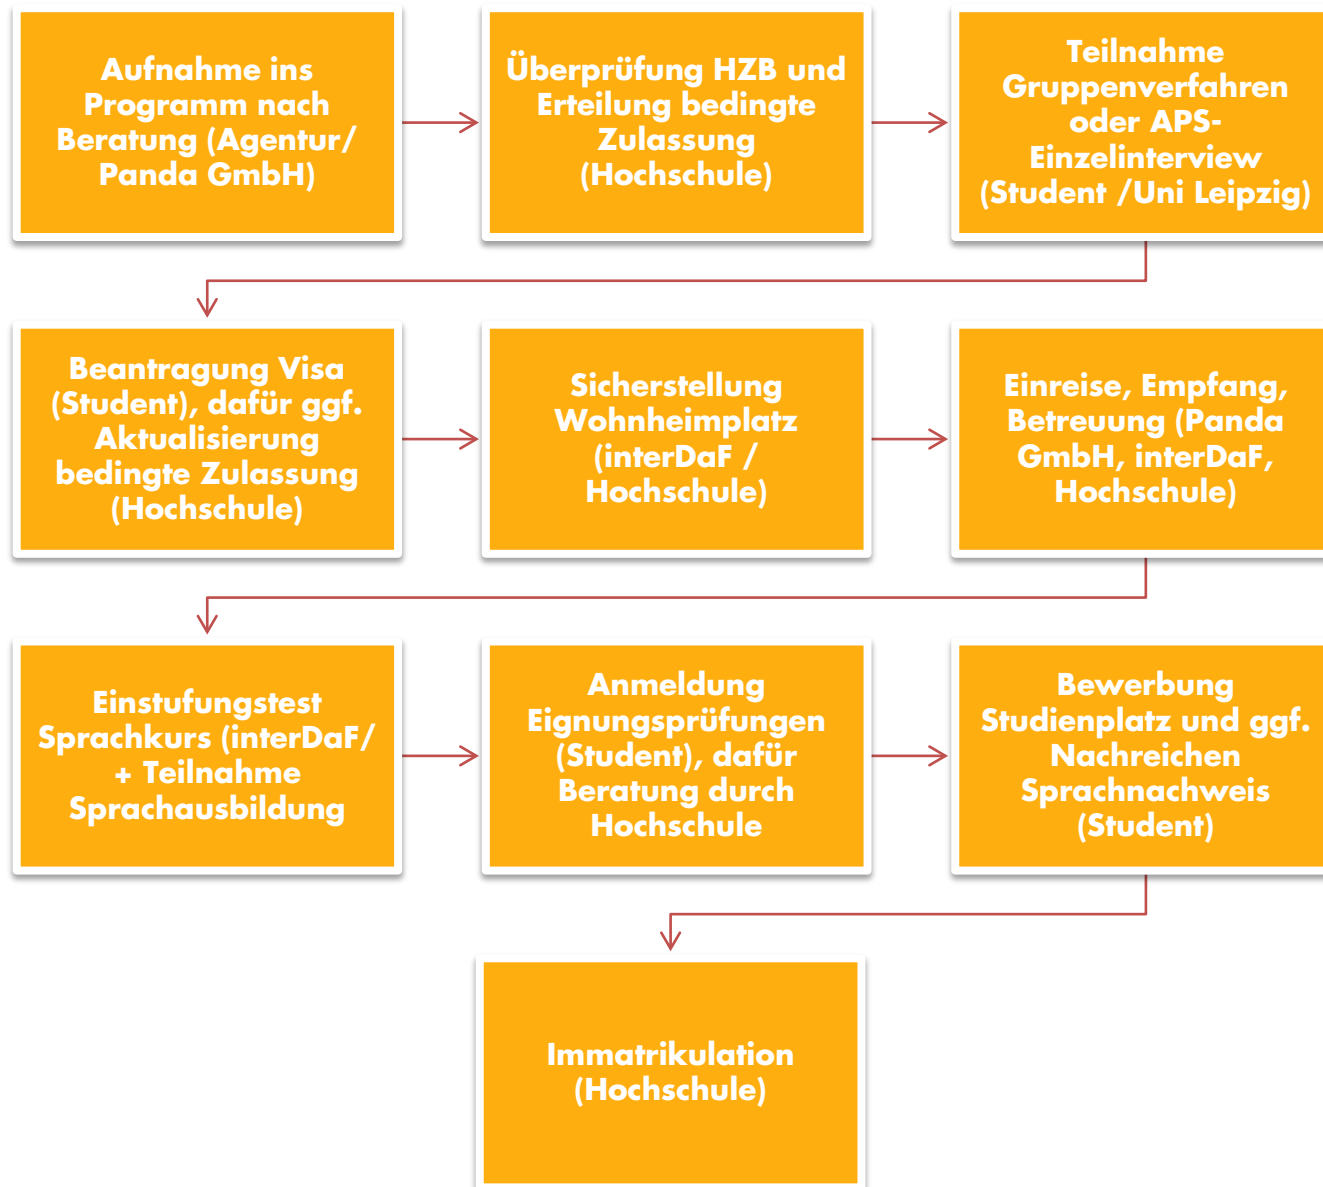 Aufnahme ins
Programm nach
Beratung (Agentur/
Panda GmbH)
Überprüfung HZB und
Erteilung bedingte
Zulassung
(Hochschule)
Teilnahme
Gruppenverfahren
oder APS-
Einzelinterview
(Student /Uni Leipzig)
Beantragung Visa
(Student), dafür ggf.
Aktualisierung
bedingte Zulassung
(Hochschule)
Sicherstellung
Wohnheimplatz
(interDaF /
Hochschule)
Einreise, Empfang,
Betreuung (Panda
GmbH, interDaF,
Hochschule)
Einstufungstest
Sprachkurs (interDaF/
+ Teilnahme
Sprachausbildung
Anmeldung
Eignungsprüfungen
(Student), dafür
Beratung durch
Hochschule
Bewerbung
Studienplatz und ggf.
Nachreichen
Sprachnachweis
(Student)
Immatrikulation
(Hochschule)